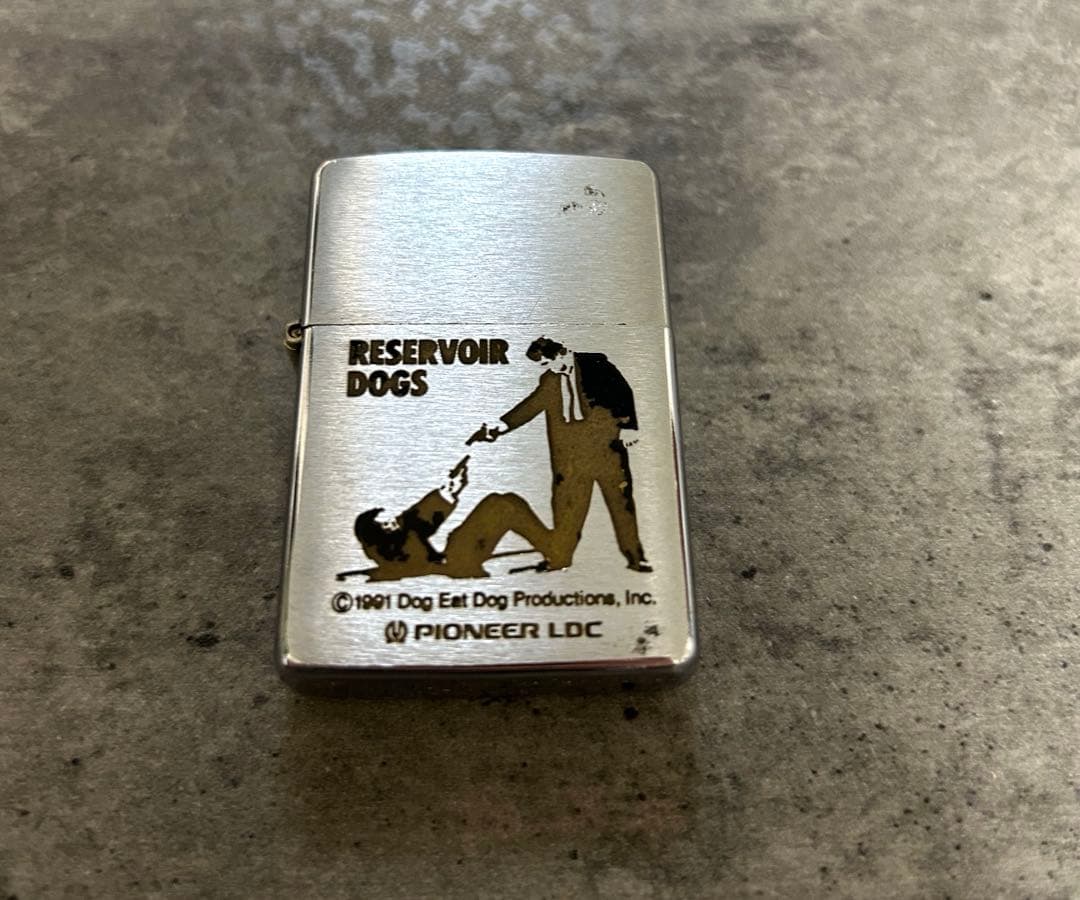 RESERVOIR
DOGS
©1991 Dog Eat Dog Productions, Inc.
PIONEER LDC